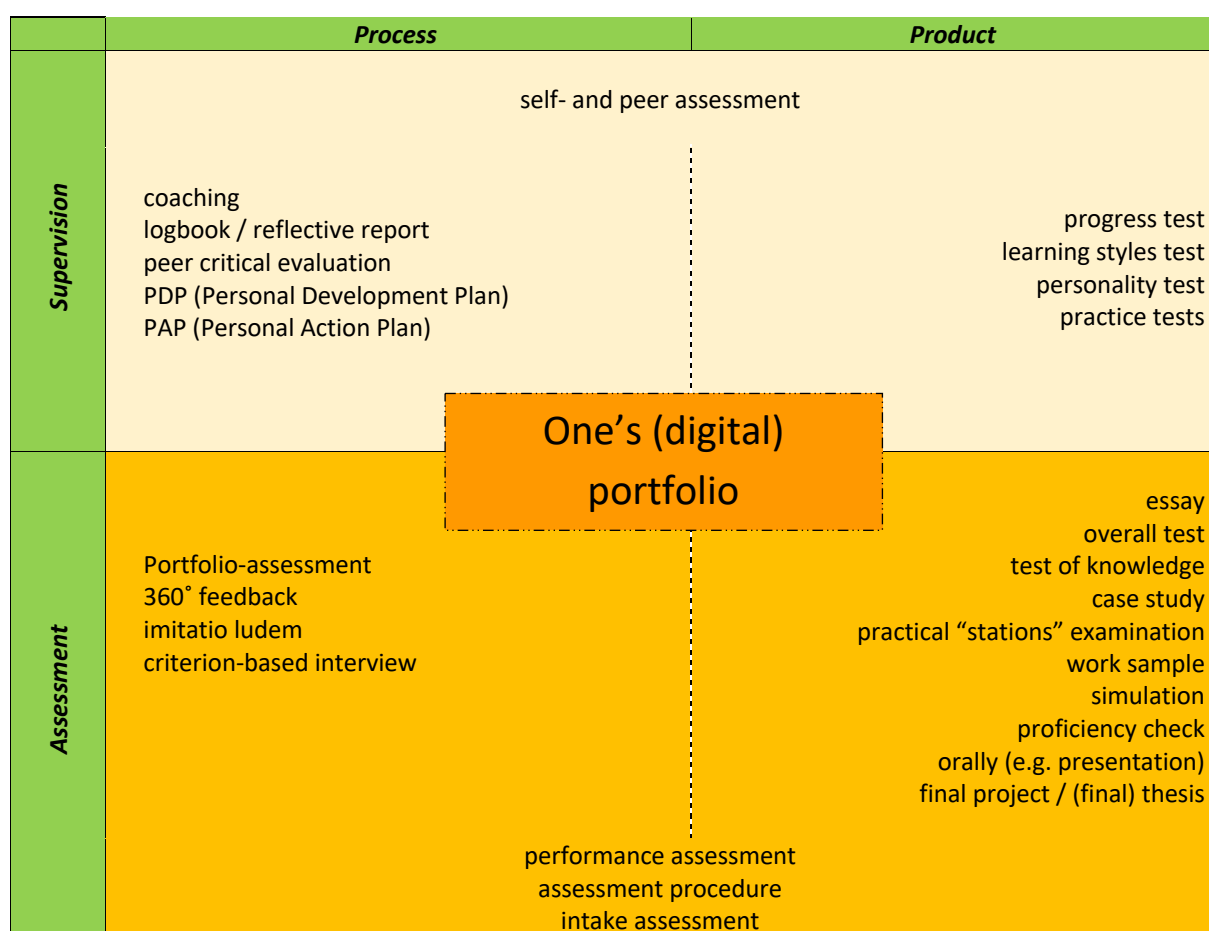 Process
Product
Supervision
self- and peer assessment
coaching
logbook / reflective report
peer critical evaluation
PDP (Personal Development Plan)
PAP (Personal Action Plan)
progress test
learning styles test
personality test
practice tests
One’s (digital)
portfolio
Assessment
Portfolio-assessment
360˚ feedback
imitatio ludem
criterion-based interview
essay
overall test
test of knowledge
case study
practical “stations” examination
work sample
simulation
proficiency check
orally (e.g. presentation)
final project / (final) thesis
performance assessment
assessment procedure
intake assessment